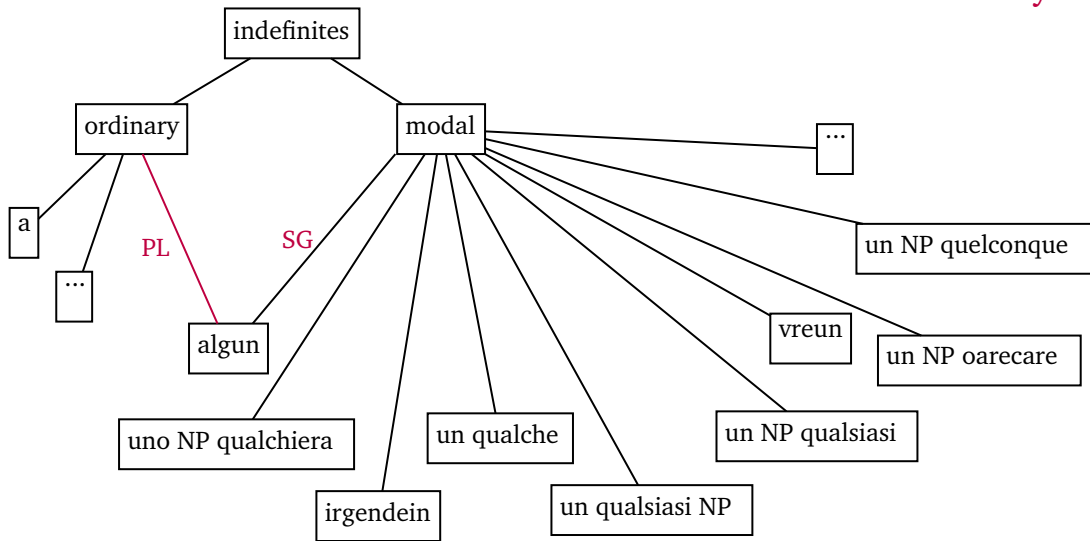 indefinites
ordinary
modal
...
a
PL
SG
un NP quelconque
...
algun
vreun
un NP oarecare
uno NP qualchiera
un qualche
un NP qualsiasi
irgendein
un qualsiasi NP